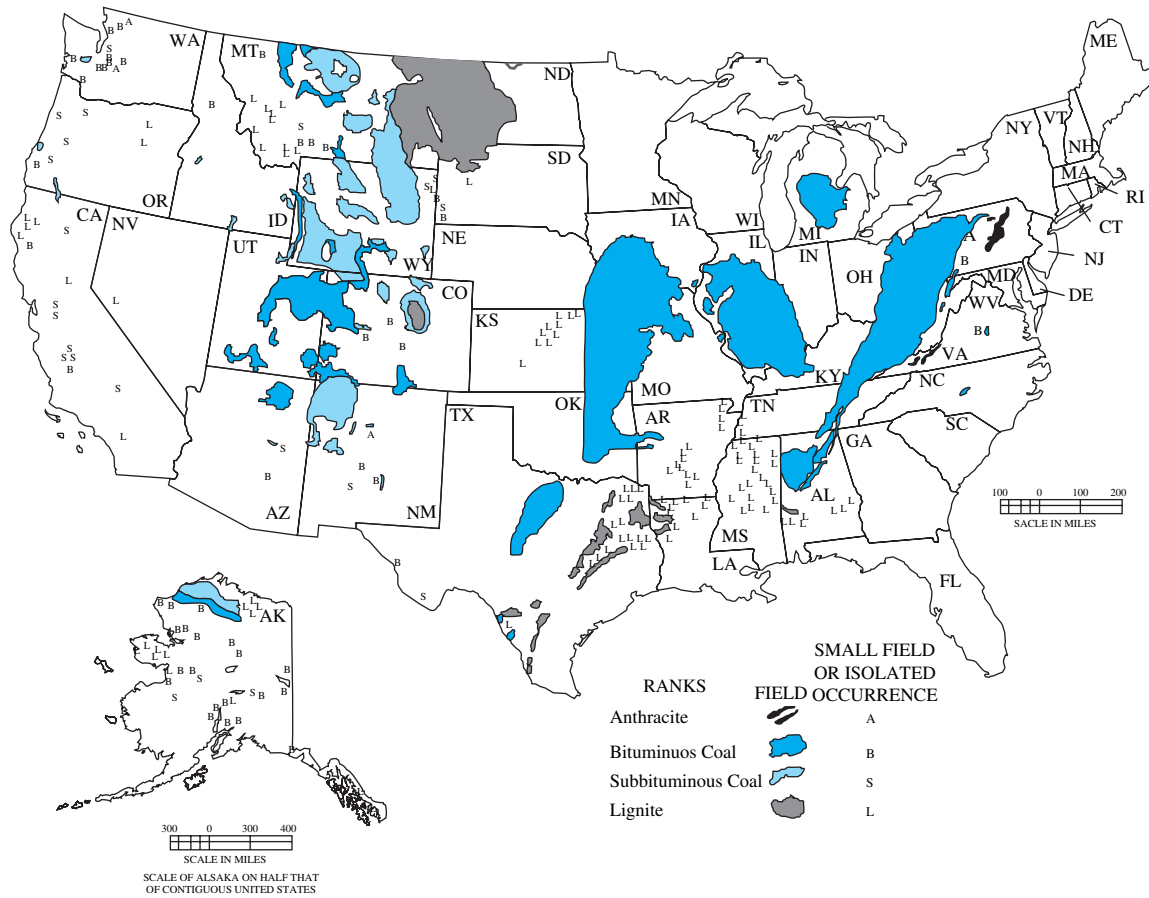 WA
MT
ND
ME
VT
NY
NH
MA
RI
CT
NJ
DE
MD
OR
ID
SD
MN
WI
MI
IA
IL
IN
OH
WV
VA
CA
NV
UT
WY
NE
CO
KS
MO
KY
NC
TN
SC
AZ
NM
TX
OK
AR
GA
AL
MS
LA
FL
AK
100 0 100 200
SACLE IN MILES
SMALL FIELD
OR ISOLATED
RANKS FIELD OCCURRENCE
Anthracite A
Bituminuos Coal B
Subbituminous Coal S
Lignite L
300 0 300 400
SCALE IN MILES
SCALE OF ALSAKA ON HALF THAT
OF CONTIGUOUS UNITED STATES